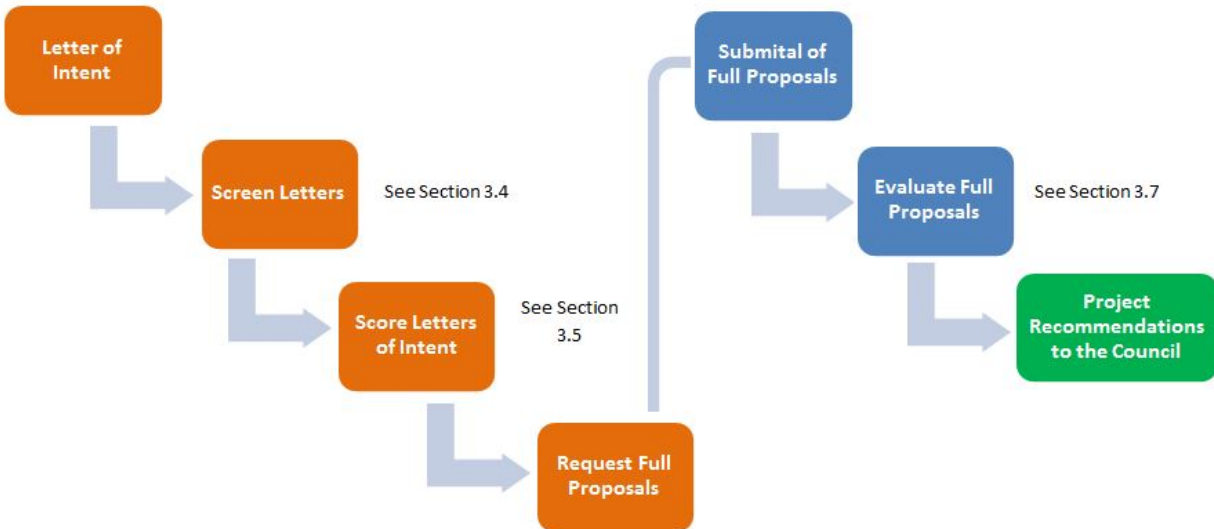 Letter of
Intent
Screen Letters
See Section 3.4
Score Letters
of Intent
See Section
3.5
Request Full
Proposals
Submital of
Full Proposals
Evaluate Full
Proposals
See Section 3.7
Project
Recommendations
to the Council